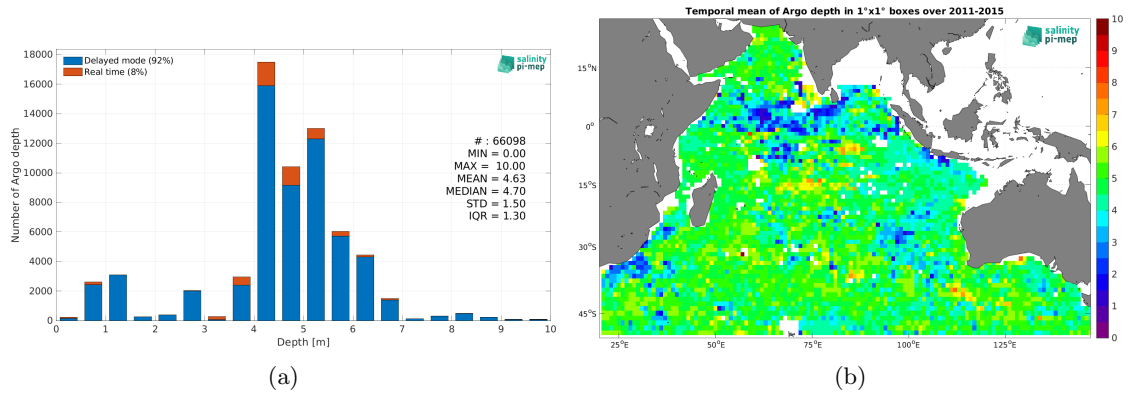 Temporal mean of Argo depth in 1°x1° boxes over 2011-2015
18000
16000
14000
12000
10000
8000
6000
4000
2000
0
Number of Argo depth
Delayed mode (92%)
Real time (8%)
salinity
pi-mep
# : 66098
MIN = 0.00
MAX = 10.00
MEAN = 4.63
MEDIAN = 4.70
STD = 1.50
IQR = 1.30
0 1 2 3 4 5 6 7 8 9 10
Depth [m]
(a)
salinity
pi-mep
15°N
0°
15°S
30°S
45°S
25°E 50°E 75°E 100°E 125°E
10
9
8
7
6
5
4
3
2
1
0
(b)